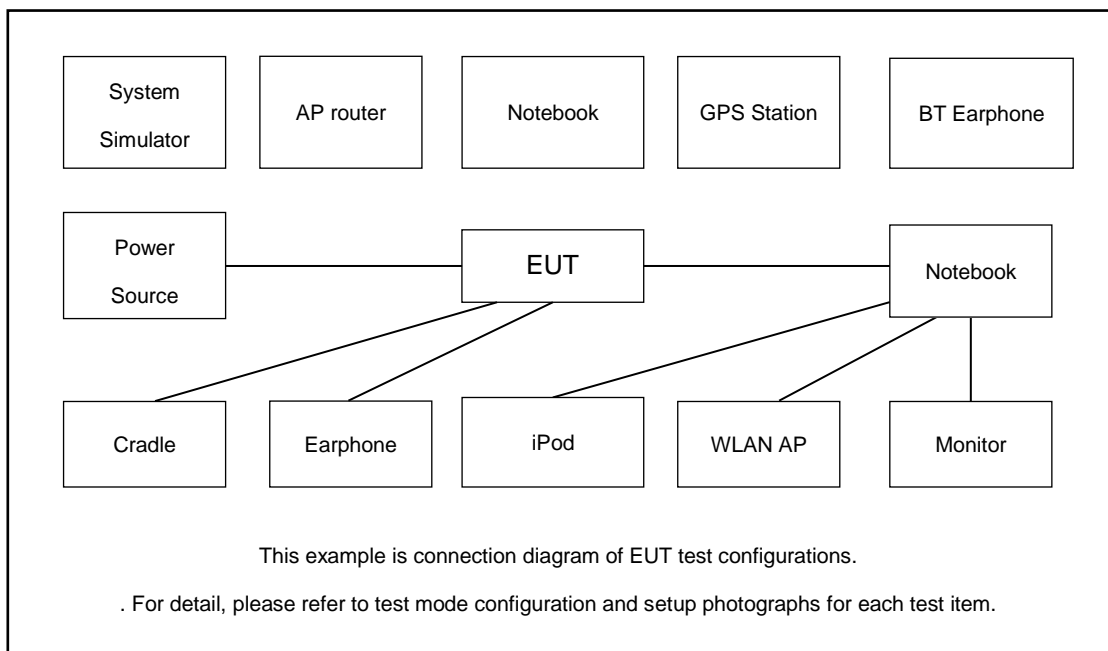 System
Simulator
AP router
Notebook
GPS Station
BT Earphone
Power
Source
EUT
Notebook
Cradle
Earphone
iPod
WLAN AP
Monitor
This example is connection diagram of EUT test configurations.
. For detail, please refer to test mode configuration and setup photographs for each test item.